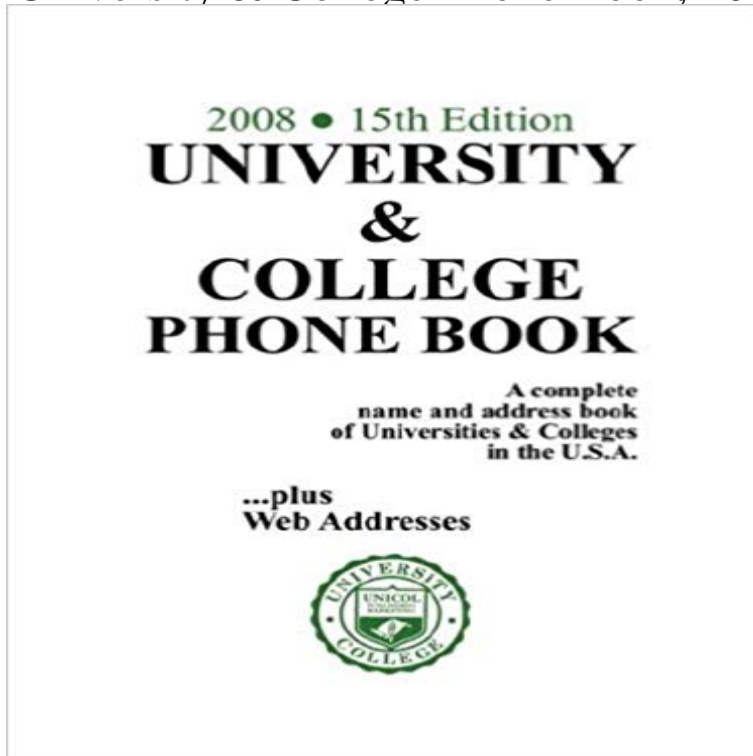 2008 • 15th Edition
UNIVERSITY
&
COLLEGE
PHONE BOOK
A complete
name and address book
of Universities & Colleges
in the U.S.A.
...plus
Web Addresses
UNIVERSITY
UNICOL
COLLEGE